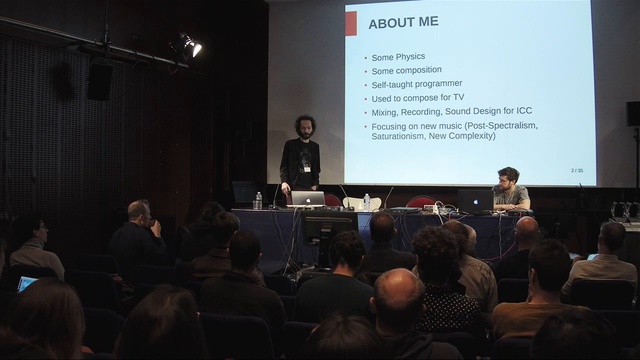 ABOUT ME
• Some Physics
• Some composition
• Self-taught programmer
• Used to compose for TV
• Mixing, Recording, Sound Design for ICC
• Focusing on new music (Post-Spectralism,
Saturationism, New Complexity)
2 / 35